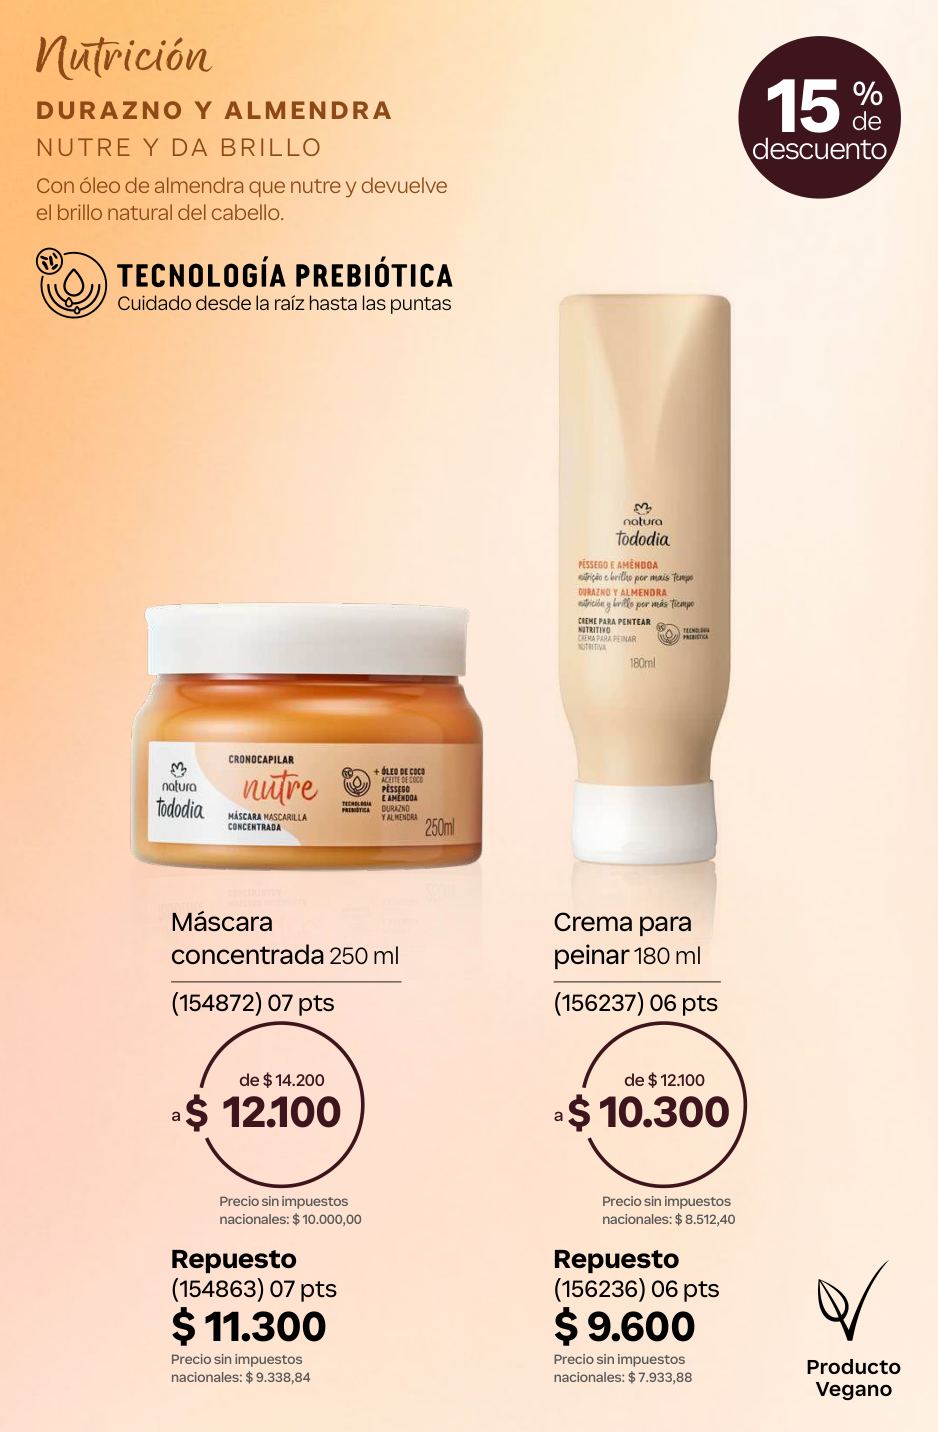 Nutrición
DURAZNO Y ALMENDRA
NUTRE Y DA BRILLO
Con óleo de almendra que nutre y devuelve
el brillo natural del cabello.
TECNOLOGÍA PREBIÓTICA
Cuidado desde la raíz hasta las puntas
15 %
de
descuento
natura
tododia
PÊSSEGO E AMÊNDOA
nutrição e brilho por mais tempo
DURAZNO Y ALMENDRA
nutrición y brillo por más tiempo
CREME PARA PENTEAR
NUTRITIVO
CREMA PARA PEINAR
NUTRITIVA
TECNOLOGIA
PREBIÓTICA
180ml
natura
tododia
CRONOCAPILAR
nutre
MÁSCARA MASCARILLA
CONCENTRADA
TECNOLOGIA
PREBIÓTICA
+ ÓLEO DE COCO
ACEITE DE COCO
PÊSSEGO
E AMÊNDOA
DURAZNO
Y ALMENDRA
250ml
Máscara
concentrada 250 ml
(154872) 07 pts
de $ 14.200
a $ 12.100
Precio sin impuestos
nacionales: $ 10.000,00
Repuesto
(154863) 07 pts
$ 11.300
Precio sin impuestos
nacionales: $ 9.338,84
Crema para
peinar 180 ml
(156237) 06 pts
de $ 12.100
a $ 10.300
Precio sin impuestos
nacionales: $ 8.512,40
Repuesto
(156236) 06 pts
$ 9.600
Precio sin impuestos
nacionales: $ 7.933,88
Producto
Vegano